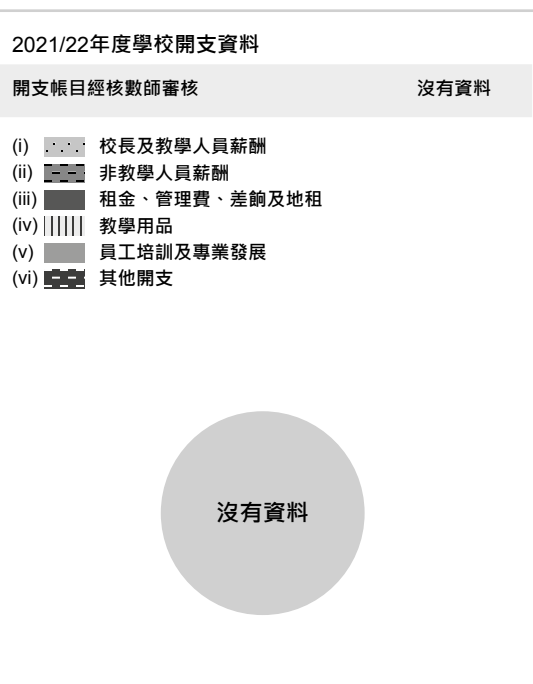 2021/22年度學校開支資料
開支帳目經核數師審核 沒有資料
(i) 校長及教學人員薪酬
(ii) 非教學人員薪酬
(iii) 租金、管理費、差餉及地租
(iv) 教學用品
(v) 員工培訓及專業發展
(vi) 其他開支
沒有資料